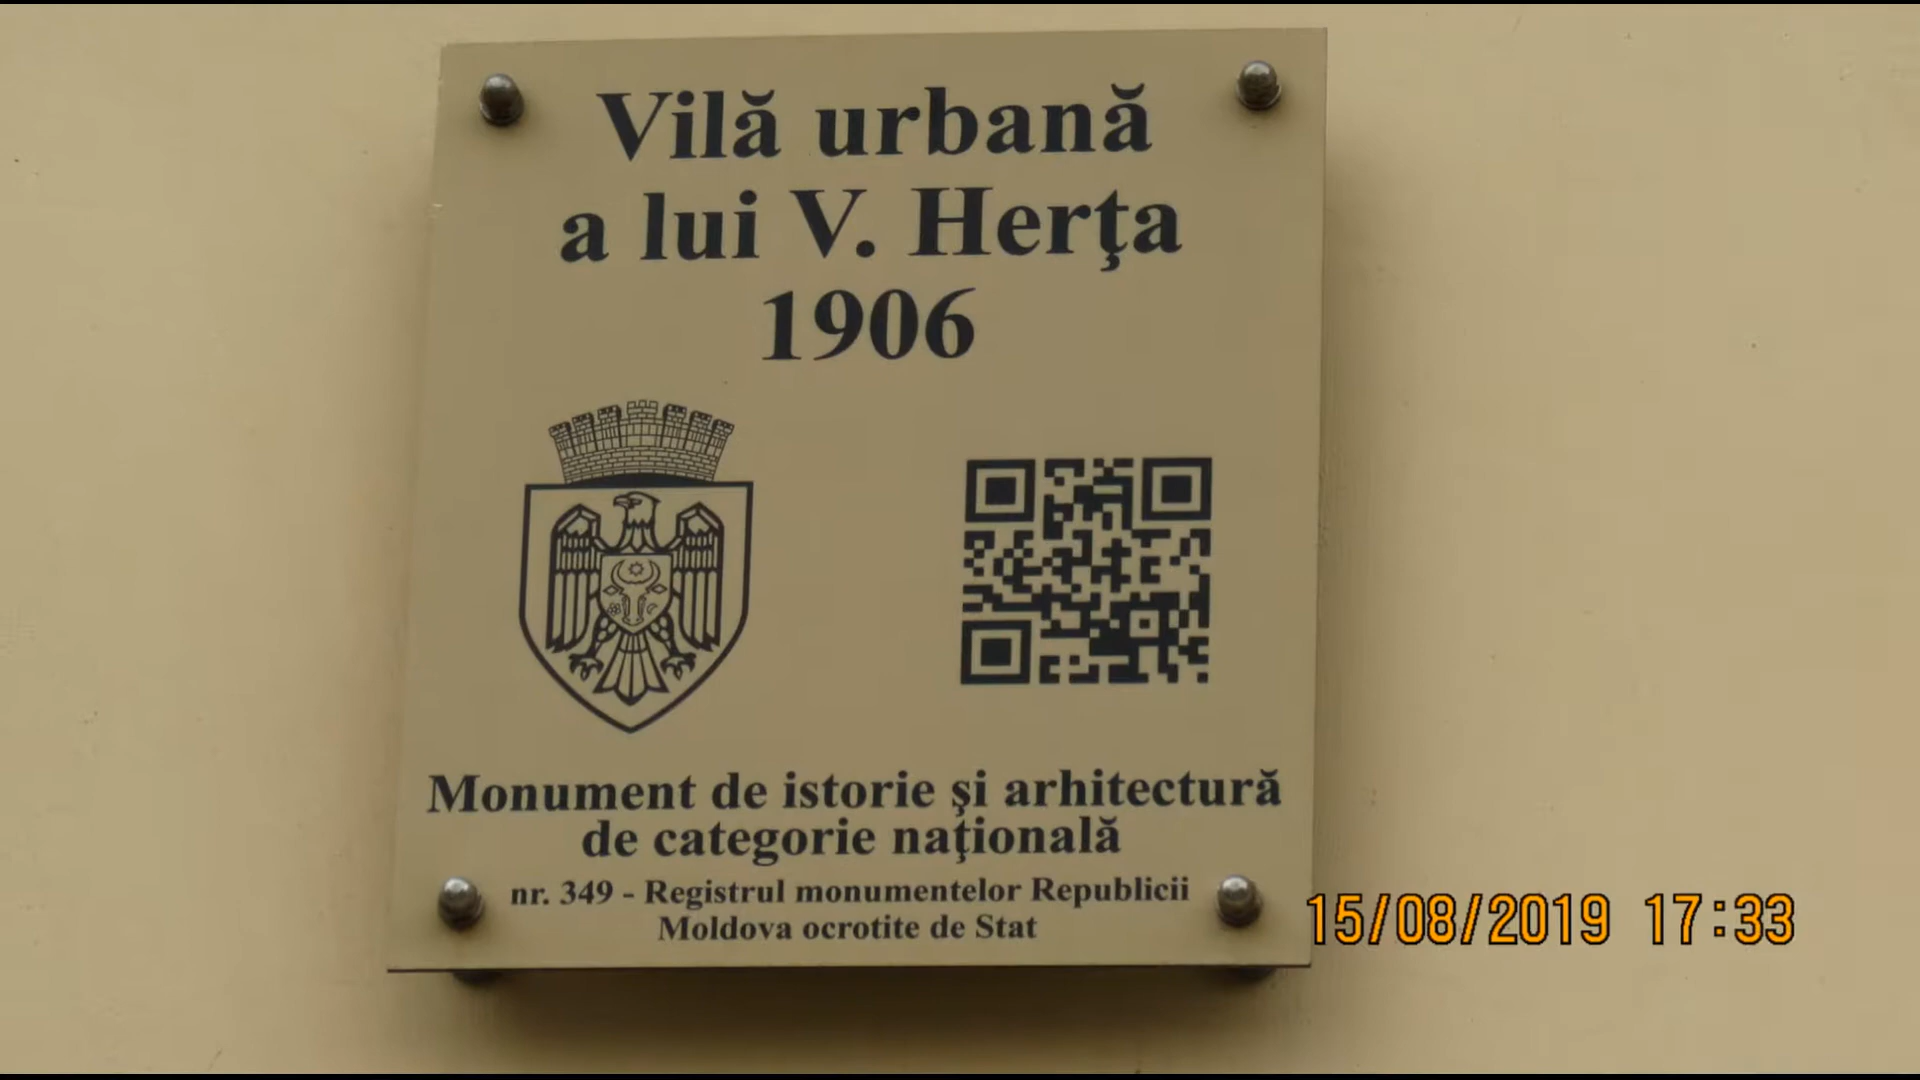 Vilă urbană
a lui V. Herţa
1906
Monument de istorie şi arhitectură
de categorie naţională
nr. 349 - Registrul monumentelor Republicii
Moldova ocrotite de Stat
15/08/2019 17:33